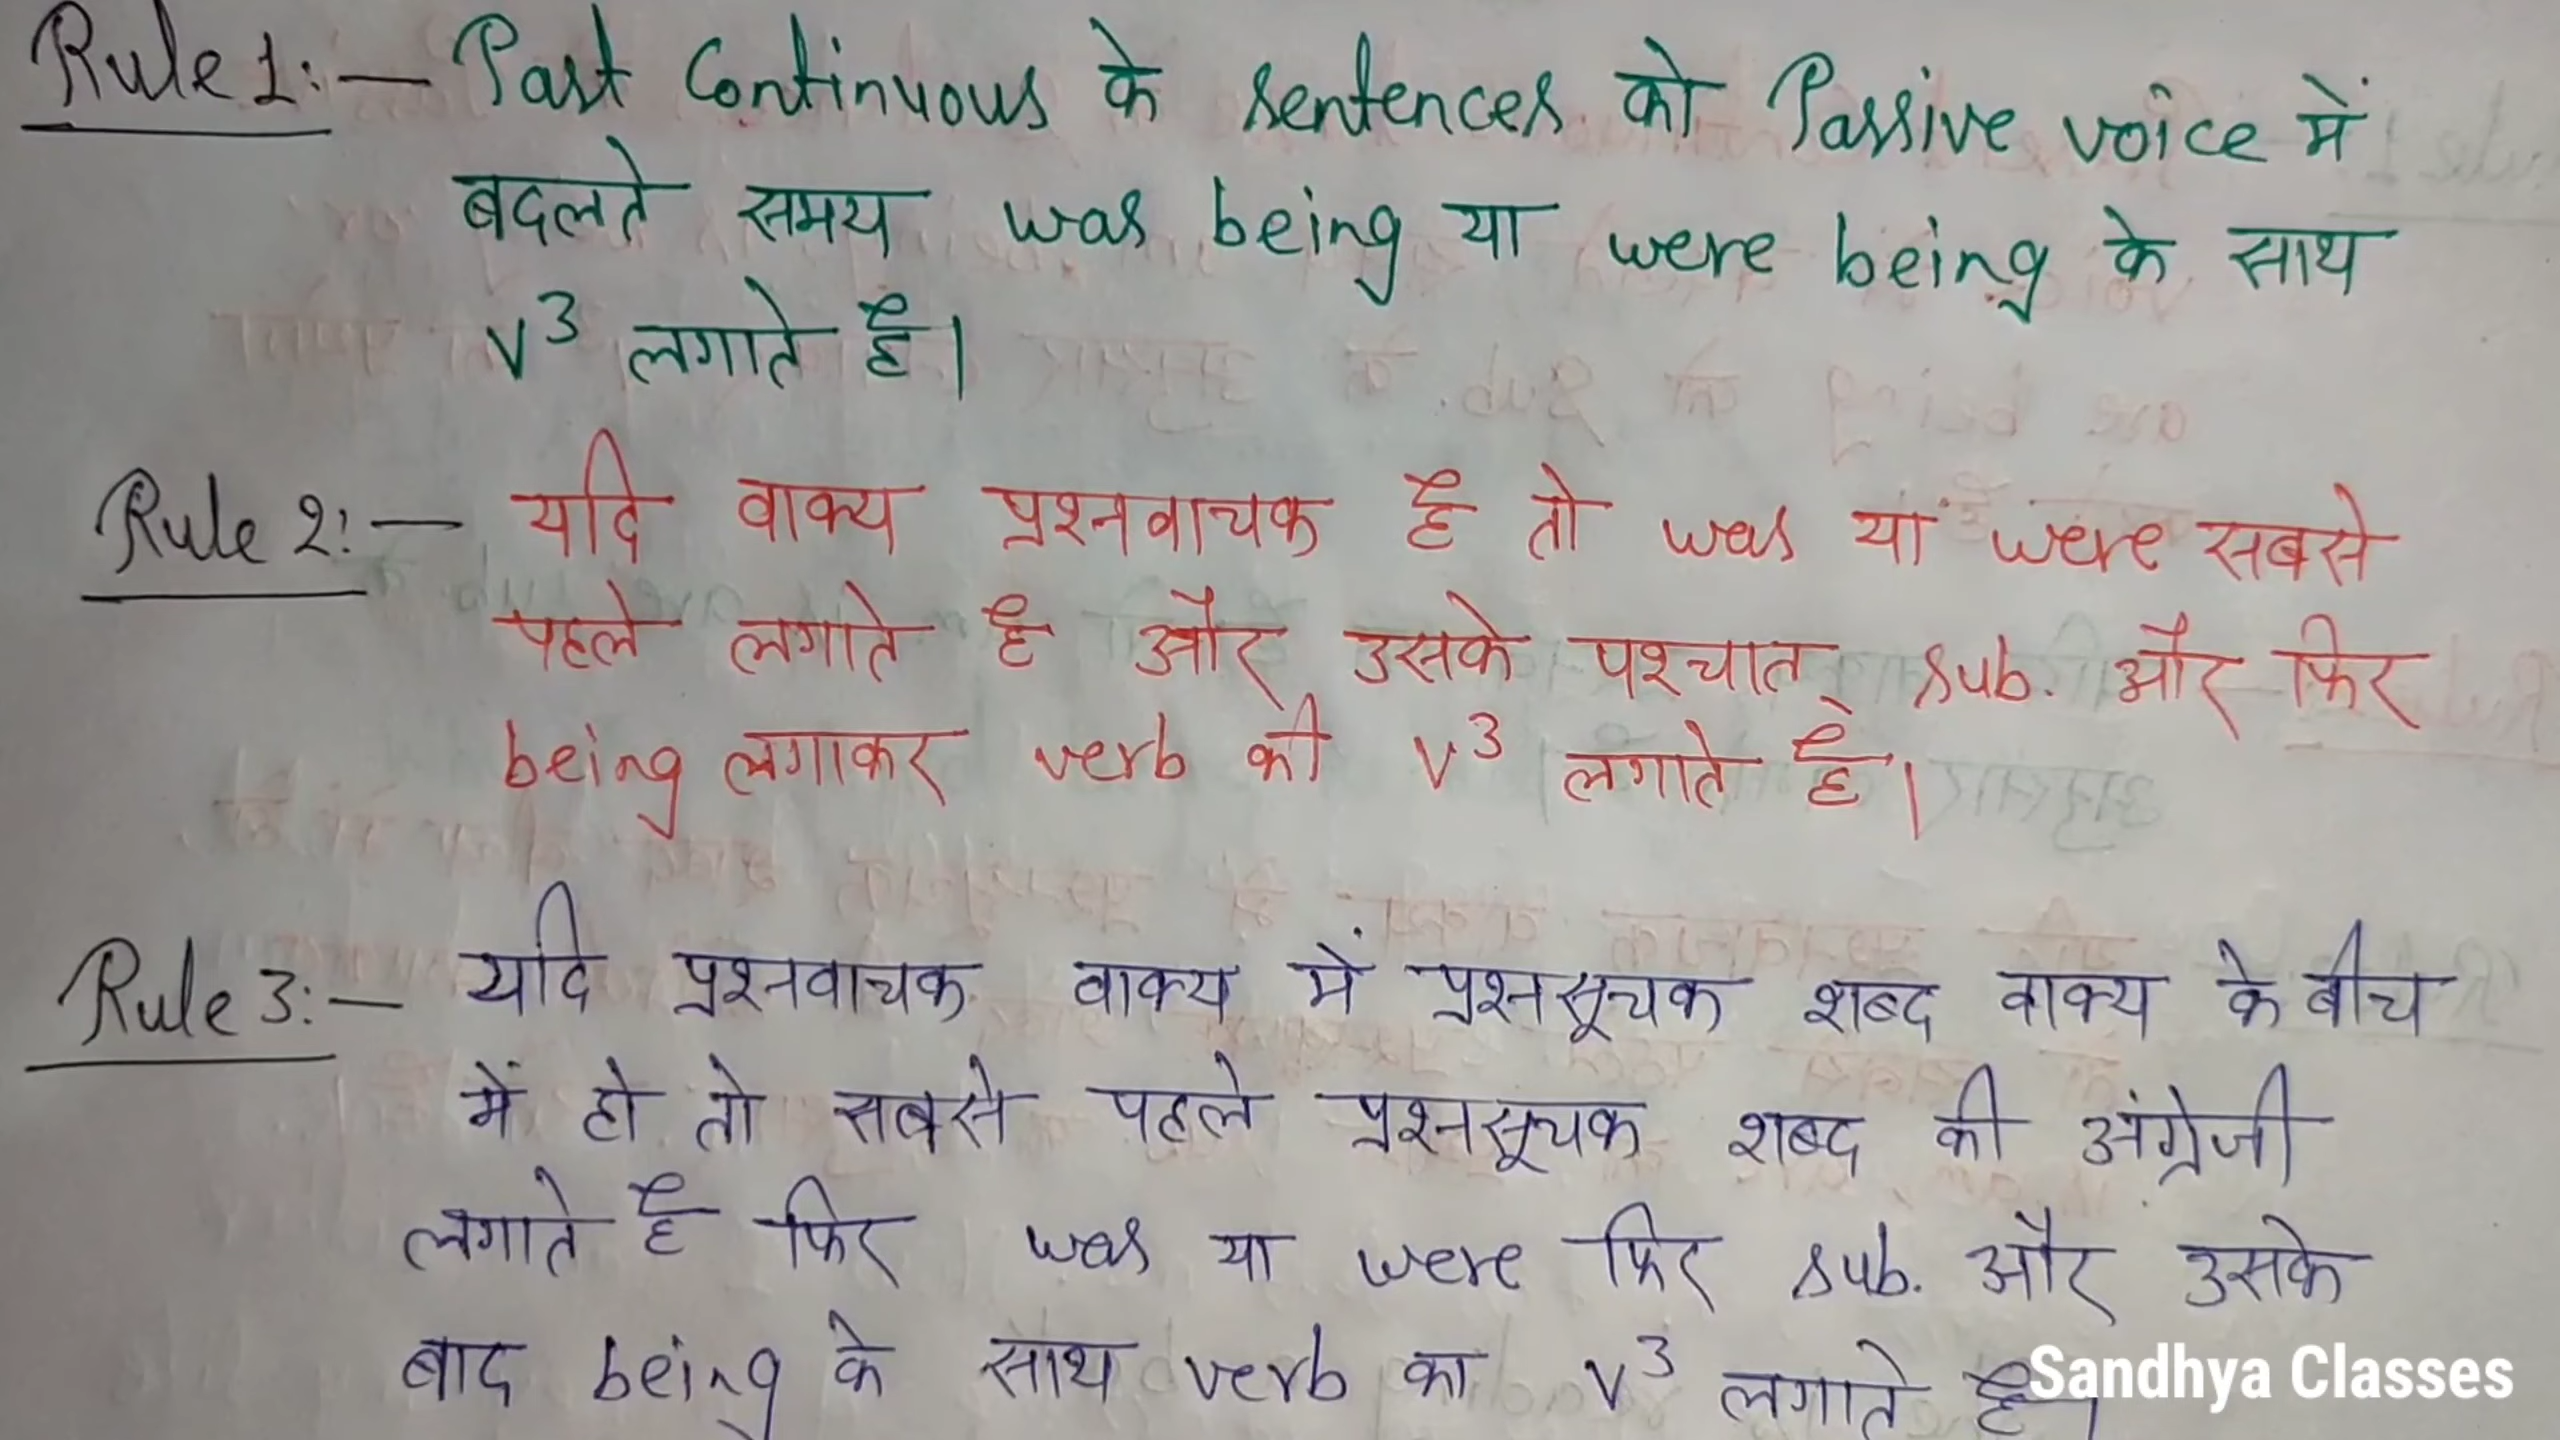 Rule 1:— Past Continuous के sentences को Passive voice में
बदलते समय was being या were being के साथ
V³ लगाते है।
Rule 2:— यदि वाक्य प्रश्नवाचक है तो was या were सबसे
पहले लगाते है और उसके पश्चात् sub. और फिर
being लगाकर verb की V³ लगाते है।
Rule 3:— यदि प्रश्नवाचक वाक्य में प्रश्नसूचक शब्द वाक्य के बीच
में हो तो सबसे पहले प्रश्नसूचक शब्द की अंग्रेजी
लगाते है फिर was या were फिर sub. और उसके
बाद being के साथ verb का V³ लगाते है।
Sandhya Classes